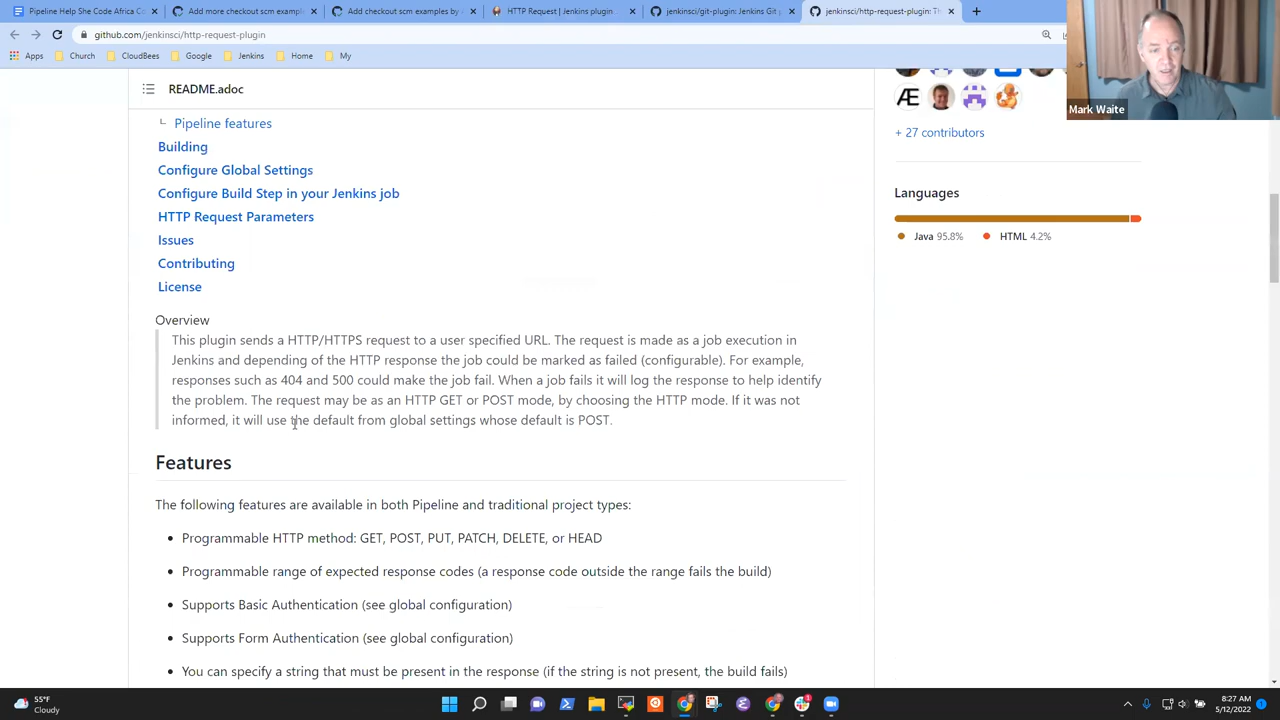 Pipeline Help She Code Africa Co
Add more checkout scm exampl
Add checkout scm examples by
HTTP Request | Jenkins plugin
jenkinsci/git-plugin: Jenkins Git p
jenkinsci/http-request-plugin: Th
github.com/jenkinsci/http-request-plugin
Apps
Church
CloudBees
Google
Jenkins
Home
My
Mark Waite
README.adoc
Pipeline features
Building
Configure Global Settings
Configure Build Step in your Jenkins job
HTTP Request Parameters
Issues
Contributing
License
Overview
This plugin sends a HTTP/HTTPS request to a user specified URL. The request is made as a job execution in
Jenkins and depending of the HTTP response the job could be marked as failed (configurable). For example,
responses such as 404 and 500 could make the job fail. When a job fails it will log the response to help identify
the problem. The request may be as an HTTP GET or POST mode, by choosing the HTTP mode. If it was not
informed, it will use the default from global settings whose default is POST.
Features
The following features are available in both Pipeline and traditional project types:
• Programmable HTTP method: GET, POST, PUT, PATCH, DELETE, or HEAD
• Programmable range of expected response codes (a response code outside the range fails the build)
• Supports Basic Authentication (see global configuration)
• Supports Form Authentication (see global configuration)
• You can specify a string that must be present in the response (if the string is not present, the build fails)
Æ
+ 27 contributors
Languages
Java 95.8%
HTML 4.2%
55°F
Cloudy
8:27 AM
5/12/2022